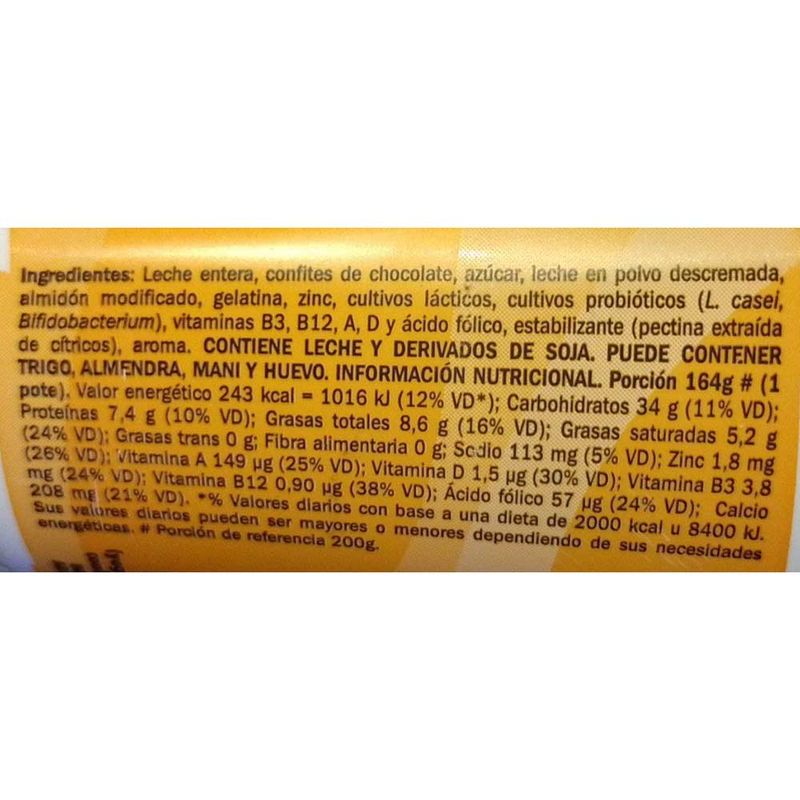 Ingredientes: Leche entera, confites de chocolate, azúcar, leche en polvo descremada,
almidón modificado, gelatina, zinc, cultivos lácticos, cultivos probióticos (L. casei,
Bifidobacterium), vitaminas B3, B12, A, D y ácido fólico, estabilizante (pectina extraída
de cítricos), aroma. CONTIENE LECHE Y DERIVADOS DE SOJA. PUEDE CONTENER
TRIGO, ALMENDRA, MANI Y HUEVO. INFORMACIÓN NUTRICIONAL. Porción 164g # (1
pote). Valor energético 243 kcal = 1016 kJ (12% VD*); Carbohidratos 34 g (11% VD);
Proteínas 7,4 g (10% VD); Grasas totales 8,6 g (16% VD); Grasas saturadas 5,2 g
(24% VD); Grasas trans 0 g; Fibra alimentaria 0 g; Sodio 113 mg (5% VD); Zinc 1,8 mg
(26% VD); Vitamina A 149 µg (25% VD); Vitamina D 1,5 µg (30% VD); Vitamina B3 3,8
mg (24% VD); Vitamina B12 0,90 µg (38% VD); Ácido fólico 57 µg (24% VD); Calcio
208 mg (21% VD). *% Valores diarios con base a una dieta de 2000 kcal u 8400 kJ.
Sus valores diarios pueden ser mayores o menores dependiendo de sus necesidades
energéticas. # Porción de referencia 200g.